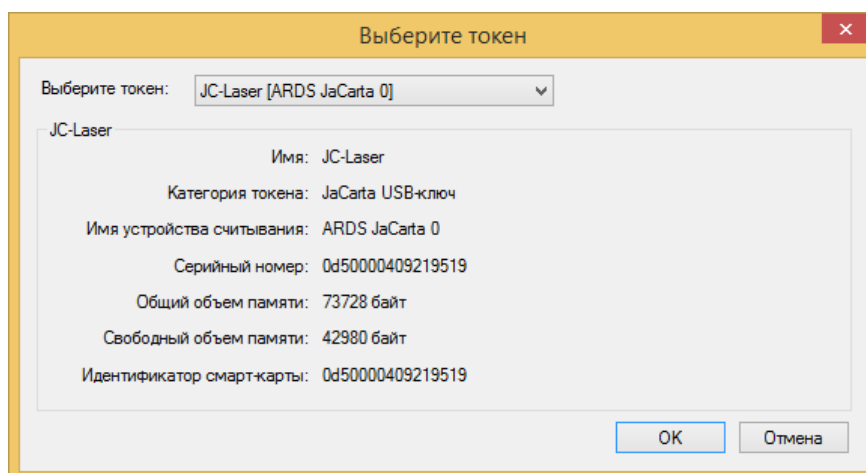 Выберите токен
Выберите токен: JC-Laser [ARDS JaCarta 0]
JC-Laser
Имя: JC-Laser
Категория токена: JaCarta USB-ключ
Имя устройства считывания: ARDS JaCarta 0
Серийный номер: 0d50000409219519
Общий объем памяти: 73728 байт
Свободный объем памяти: 42980 байт
Идентификатор смарт-карты: 0d50000409219519
OK Отмена